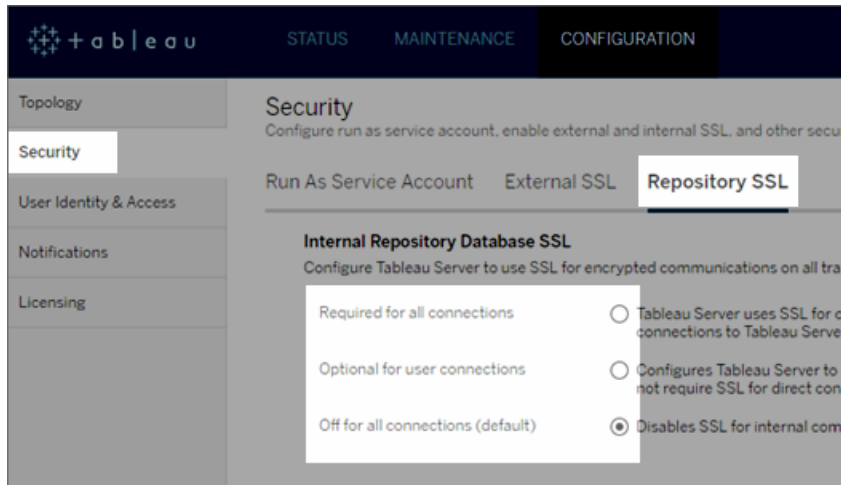 +ableau
STATUS MAINTENANCE CONFIGURATION
Topology
Security
User Identity & Access
Notifications
Licensing
Security
Configure run as service account, enable external and internal SSL, and other secu
Run As Service Account External SSL Repository SSL
Internal Repository Database SSL
Configure Tableau Server to use SSL for encrypted communications on all tra
Required for all connections Tableau Server uses SSL for c
connections to Tableau Serve
Optional for user connections Configures Tableau Server to
not require SSL for direct con
Off for all connections (default) Disables SSL for internal com